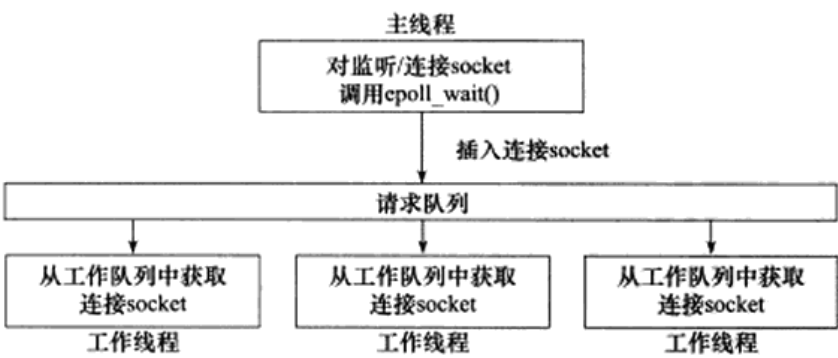 主线程
对监听/连接socket
调用epoll_wait()
插入连接socket
请求队列
从工作队列中获取
连接socket
从工作队列中获取
连接socket
从工作队列中获取
连接socket
工作线程
工作线程
工作线程